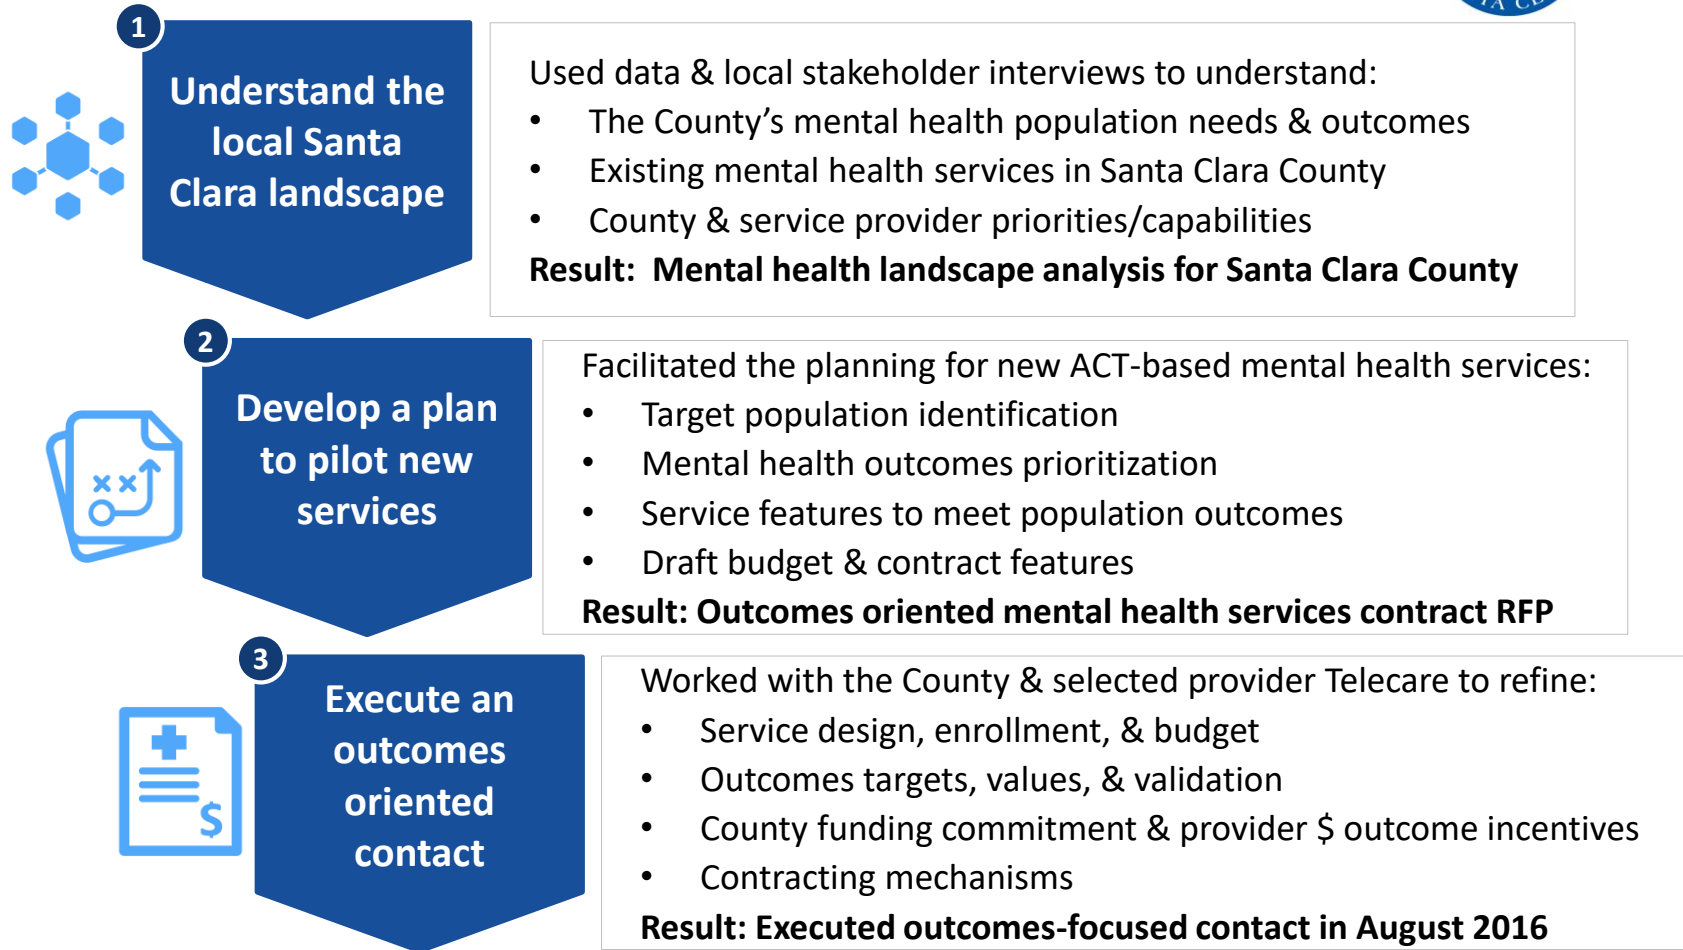 TA CL
1
Understand the
local Santa
Clara landscape
Used data & local stakeholder interviews to understand:
• The County’s mental health population needs & outcomes
• Existing mental health services in Santa Clara County
• County & service provider priorities/capabilities
Result: Mental health landscape analysis for Santa Clara County
2
Develop a plan
to pilot new
services
Facilitated the planning for new ACT-based mental health services:
• Target population identification
• Mental health outcomes prioritization
• Service features to meet population outcomes
• Draft budget & contract features
Result: Outcomes oriented mental health services contract RFP
3
Execute an
outcomes
oriented
contact
$
Worked with the County & selected provider Telecare to refine:
• Service design, enrollment, & budget
• Outcomes targets, values, & validation
• County funding commitment & provider $ outcome incentives
• Contracting mechanisms
Result: Executed outcomes-focused contact in August 2016